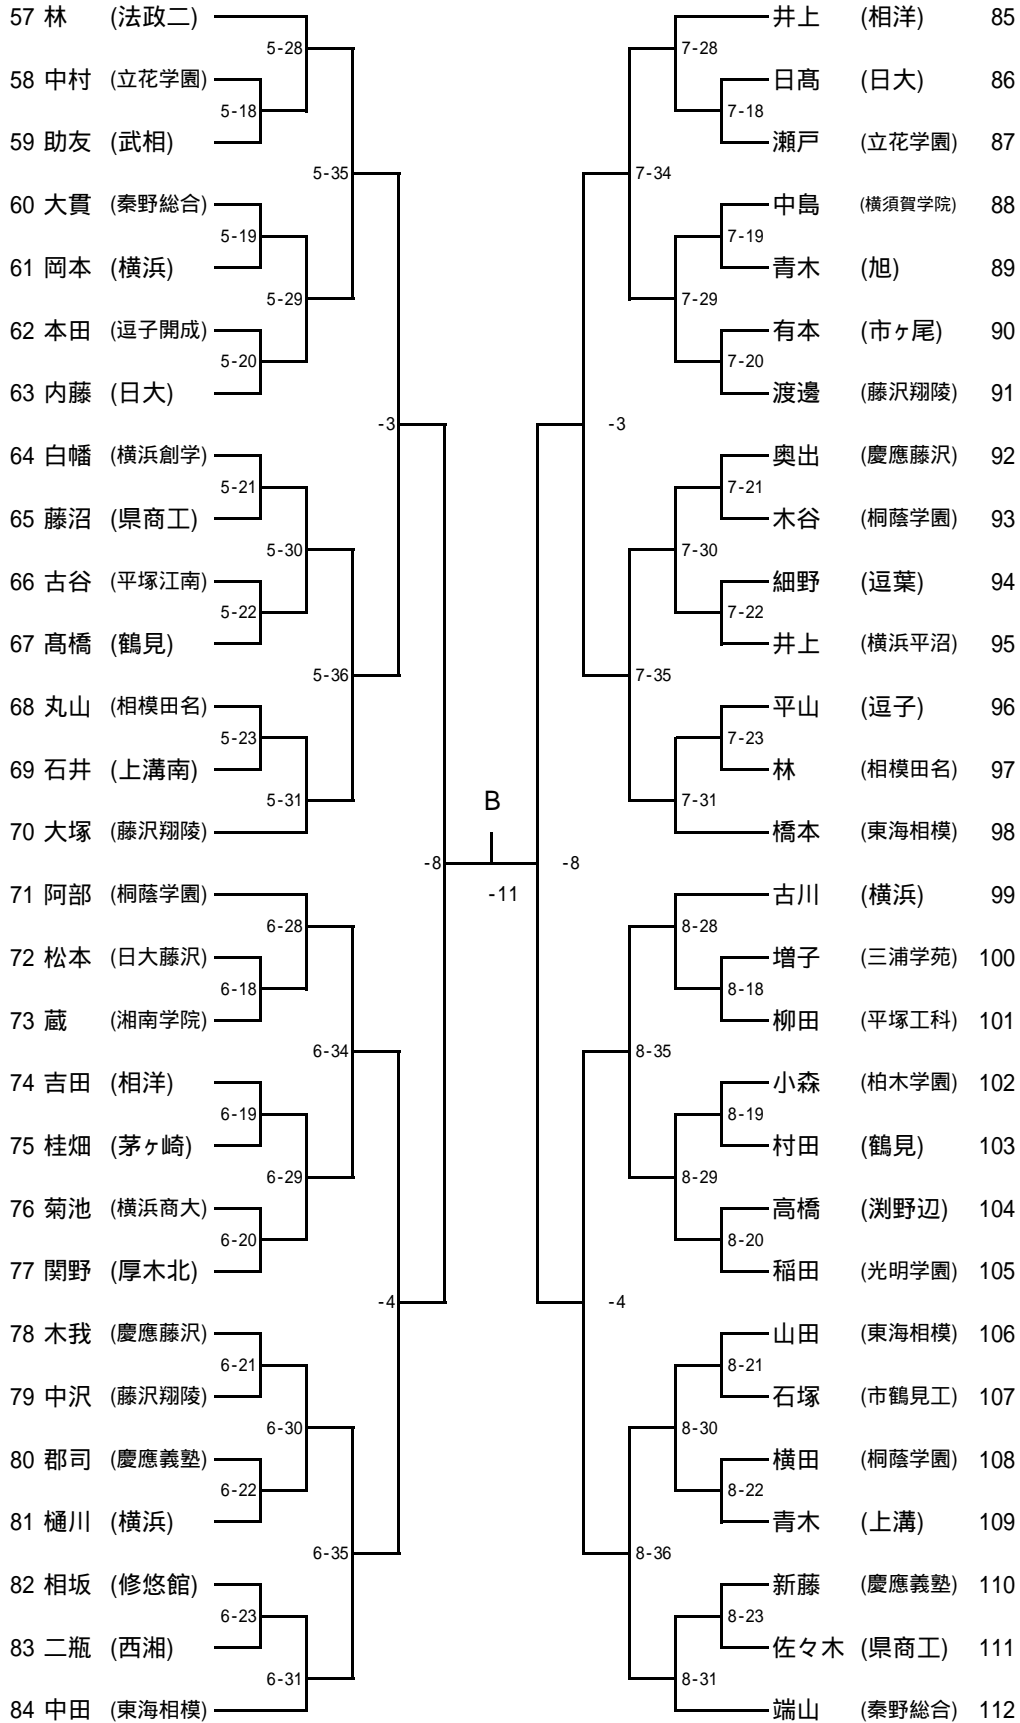 57 林 (法政二)
5-28
58 中村 (立花学園)
5-18
59 助友 (武相)
5-35
60 大貫 (秦野総合)
5-19
61 岡本 (横浜)
5-29
62 本田 (逗子開成)
5-20
63 内藤 (日大)
-3
64 白幡 (横浜創学)
5-21
65 藤沼 (県商工)
5-30
66 古谷 (平塚江南)
5-22
67 髙橋 (鶴見)
5-36
68 丸山 (相模田名)
5-23
69 石井 (上溝南)
5-31
70 大塚 (藤沢翔陵)
-8
71 阿部 (桐蔭学園)
6-28
72 松本 (日大藤沢)
6-18
73 蔵 (湘南学院)
6-34
74 吉田 (相洋)
6-19
75 桂畑 (茅ヶ崎)
6-29
76 菊池 (横浜商大)
6-20
77 関野 (厚木北)
-4
78 木我 (慶應藤沢)
6-21
79 中沢 (藤沢翔陵)
6-30
80 郡司 (慶應義塾)
6-22
81 樋川 (横浜)
6-35
82 相坂 (修悠館)
6-23
83 二瓶 (西湘)
6-31
84 中田 (東海相模)
B
-11
井上 (相洋) 85
7-28
日髙 (日大) 86
7-18
瀬戸 (立花学園) 87
7-34
中島 (横須賀学院) 88
7-19
青木 (旭) 89
7-29
有本 (市ヶ尾) 90
7-20
渡邊 (藤沢翔陵) 91
-3
奥出 (慶應藤沢) 92
7-21
木谷 (桐蔭学園) 93
7-30
細野 (逗葉) 94
7-22
井上 (横浜平沼) 95
7-35
平山 (逗子) 96
7-23
林 (相模田名) 97
7-31
橋本 (東海相模) 98
-8
古川 (横浜) 99
8-28
増子 (三浦学苑) 100
8-18
柳田 (平塚工科) 101
8-35
小森 (柏木学園) 102
8-19
村田 (鶴見) 103
8-29
高橋 (渕野辺) 104
8-20
稲田 (光明学園) 105
-4
山田 (東海相模) 106
8-21
石塚 (市鶴見工) 107
8-30
横田 (桐蔭学園) 108
8-22
青木 (上溝) 109
8-36
新藤 (慶應義塾) 110
8-23
佐々木 (県商工) 111
8-31
端山 (秦野総合) 112